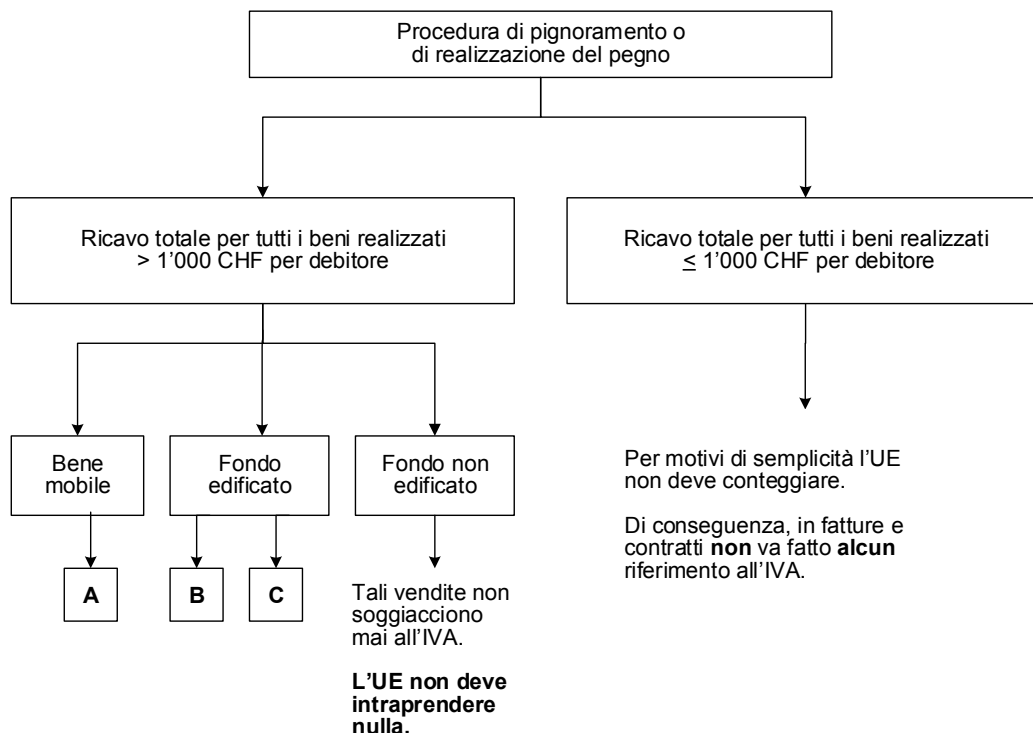 Procedura di pignoramento o
di realizzazione del pegno
Ricavo totale per tutti i beni realizzati
> 1’000 CHF per debitore
Ricavo totale per tutti i beni realizzati
≤ 1’000 CHF per debitore
Bene
mobile
Fondo
edificato
Fondo non
edificato
A
B
C
Tali vendite non
soggiacciono
mai all’IVA.
L’UE non deve
intraprendere
nulla.
Per motivi di semplicità l’UE
non deve conteggiare.
Di conseguenza, in fatture e
contratti non va fatto alcun
riferimento all’IVA.